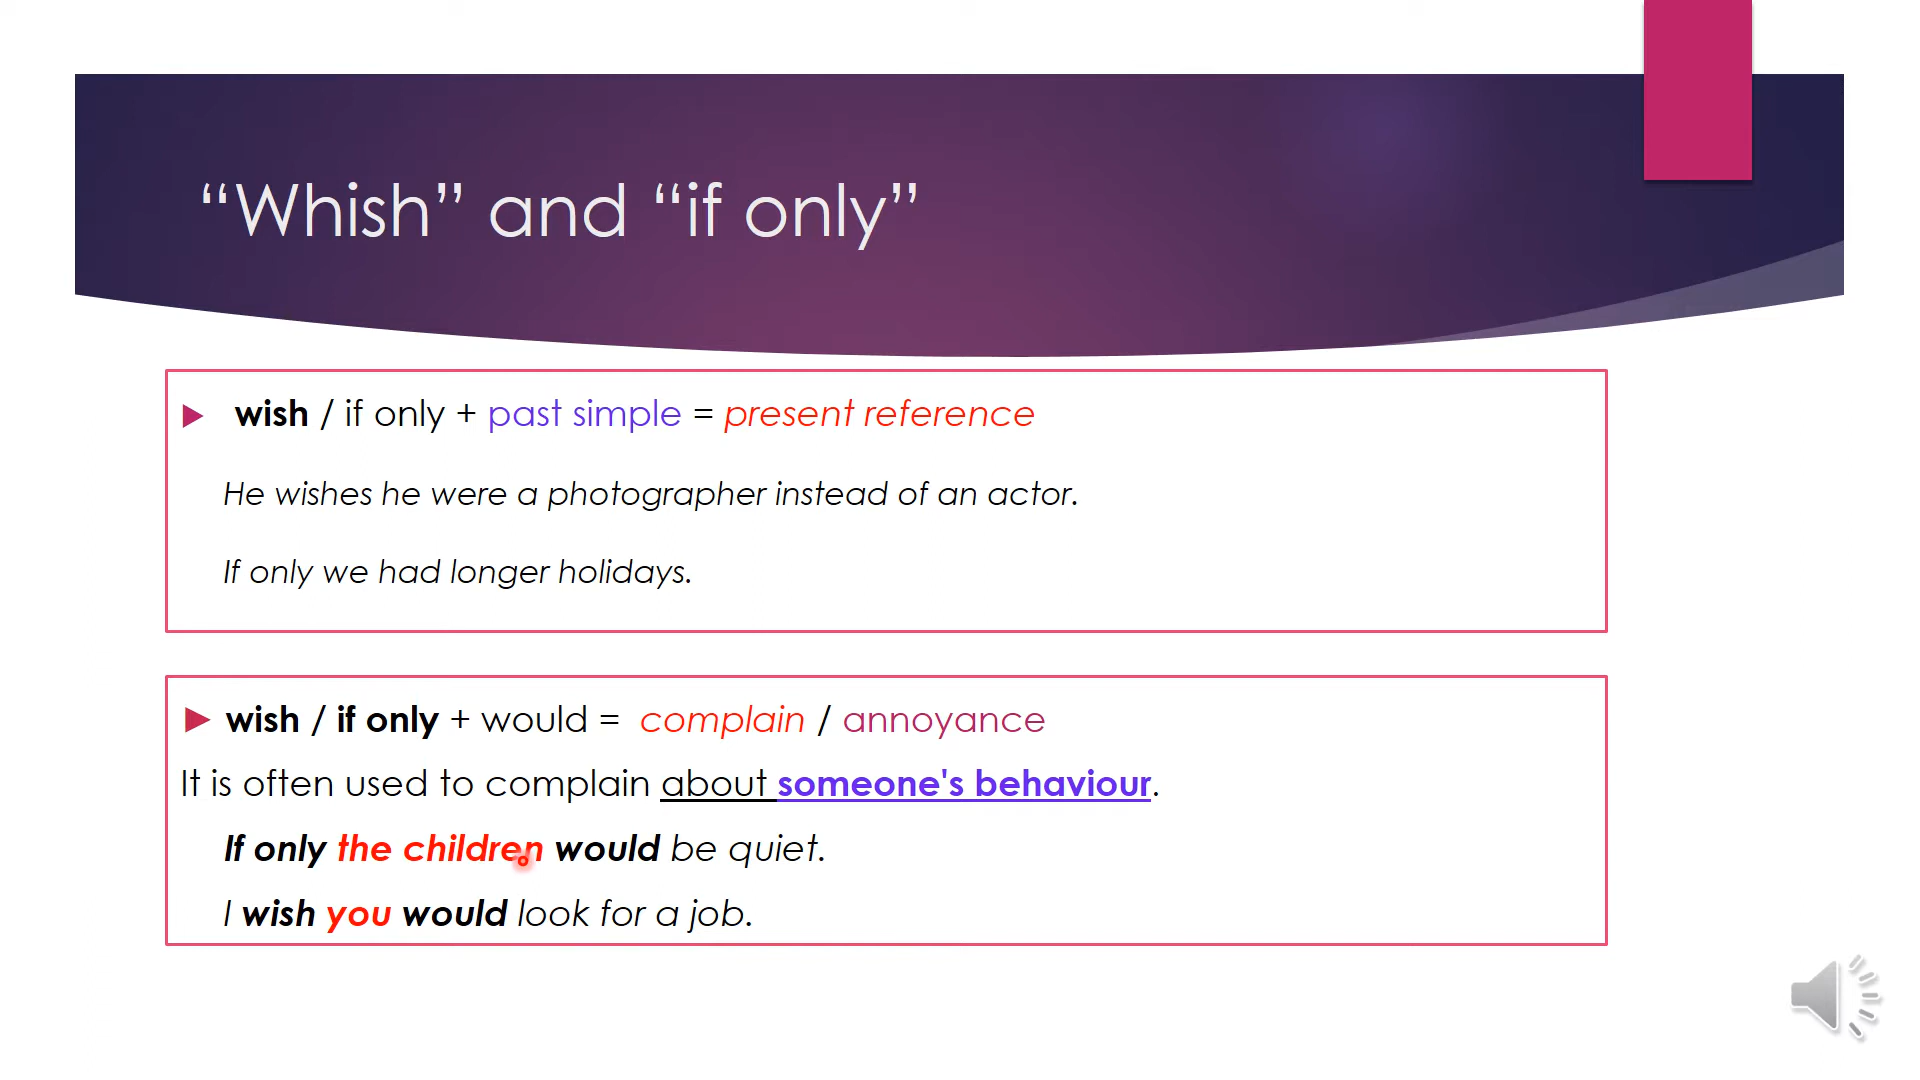 “Whish” and “if only”
wish / if only + past simple = present reference
He wishes he were a photographer instead of an actor.
If only we had longer holidays.
wish / if only + would = complain / annoyance
It is often used to complain about someone's behaviour.
If only the children would be quiet.
I wish you would look for a job.